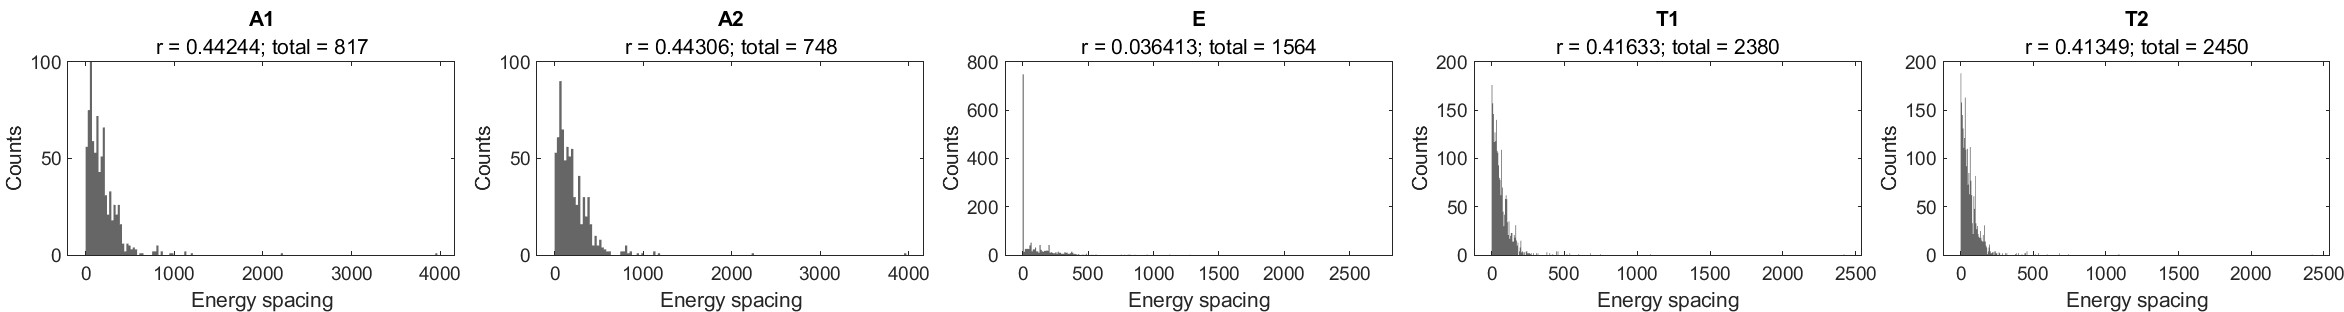 A1
r = 0.44244; total = 817
100
50
0
Counts
0 1000 2000 3000 4000
Energy spacing
A2
r = 0.44306; total = 748
100
50
0
Counts
0 1000 2000 3000 4000
Energy spacing
E
r = 0.036413; total = 1564
800
600
400
200
0
Counts
0 500 1000 1500 2000 2500
Energy spacing
T1
r = 0.41633; total = 2380
200
150
100
50
0
Counts
0 500 1000 1500 2000 2500
Energy spacing
T2
r = 0.41349; total = 2450
200
150
100
50
0
Counts
0 500 1000 1500 2000 2500
Energy spacing